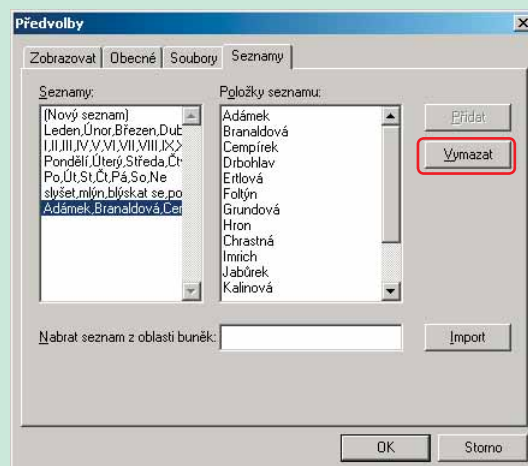 Předvolby
Zobrazovat Obecné Soubory Seznamy
Seznamy:
(Nový seznam)
Leden,Únor,Březen,Dub
I,II,III,IV,V,VI,VII,VIII,IX,X
Pondělí,Úterý,Středa,Čt
Po,Út,St,Čt,Pá,So,Ne
slyšet,mlýn,blýskat se,po
Adámek,Branaldová,Cem
Položky seznamu:
Adámek
Branaldová
Cempírek
Drbohlav
Ertlová
Foltýn
Grundová
Hron
Chrastná
Imrich
Jabůrek
Kalinová
Přidat
Vymazat
Nabrat seznam z oblasti buněk:
Import
OK Storno